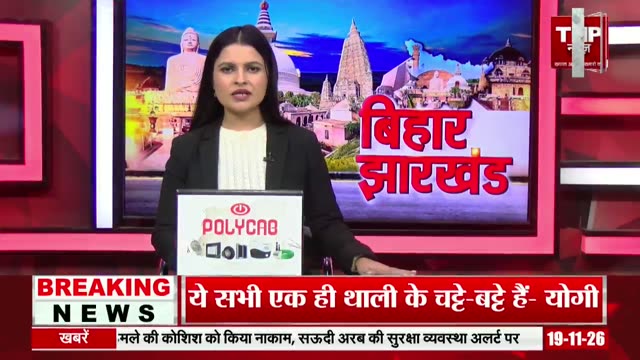 न्यूज़
बिहार
झारखंड
POLYCAB
BREAKING
NEWS
ये सभी एक ही थाली के चट्टे-बट्टे हैं- योगी
खबरें
मले की कोशिश को किया नाकाम, सऊदी अरब की सुरक्षा व्यवस्था अलर्ट पर
19-11-26